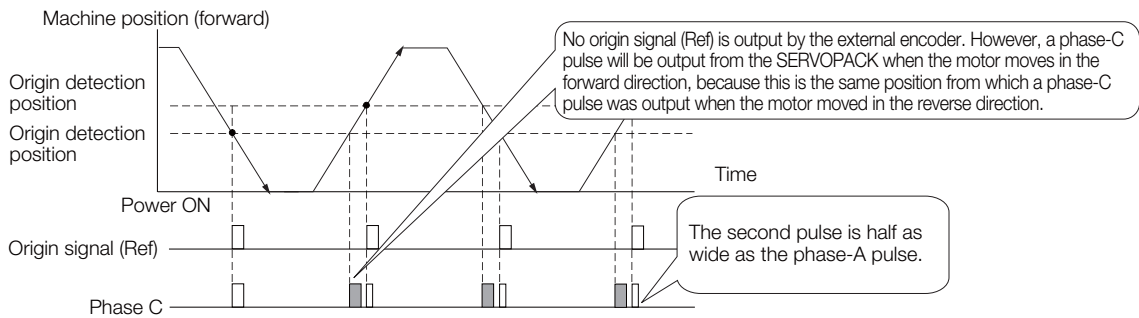 Machine position (forward)
No origin signal (Ref) is output by the external encoder. However, a phase-C
pulse will be output from the SERVOPACK when the motor moves in the
forward direction, because this is the same position from which a phase-C
pulse was output when the motor moved in the reverse direction.
Origin detection
position
Origin detection
position
Time
Power ON
Origin signal (Ref)
The second pulse is half as
wide as the phase-A pulse.
Phase C